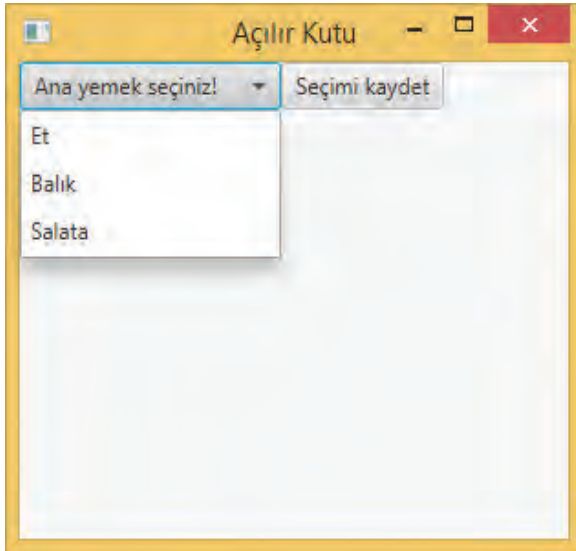 Açılır Kutu
Ana yemek seçiniz! Seçimi kaydet
Et
Balık
Salata